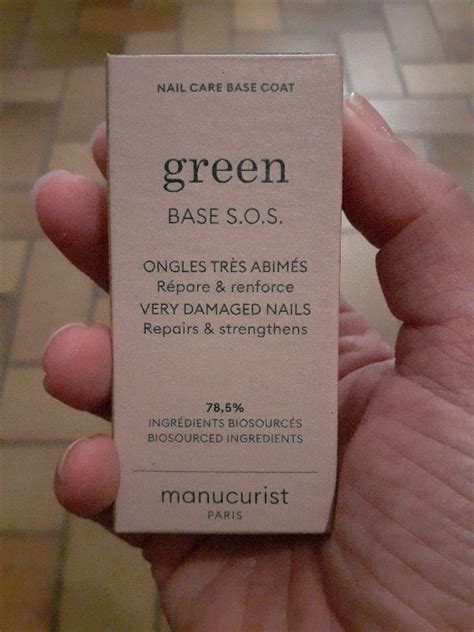 NAIL CARE BASE COAT
green
BASE S.O.S.
ONGLES TRÈS ABIMÉS
Répare & renforce
VERY DAMAGED NAILS
Repairs & strengthens
78,5%
INGRÉDIENTS BIOSOURCÉS
BIOSOURCED INGREDIENTS
manucurist
PARIS